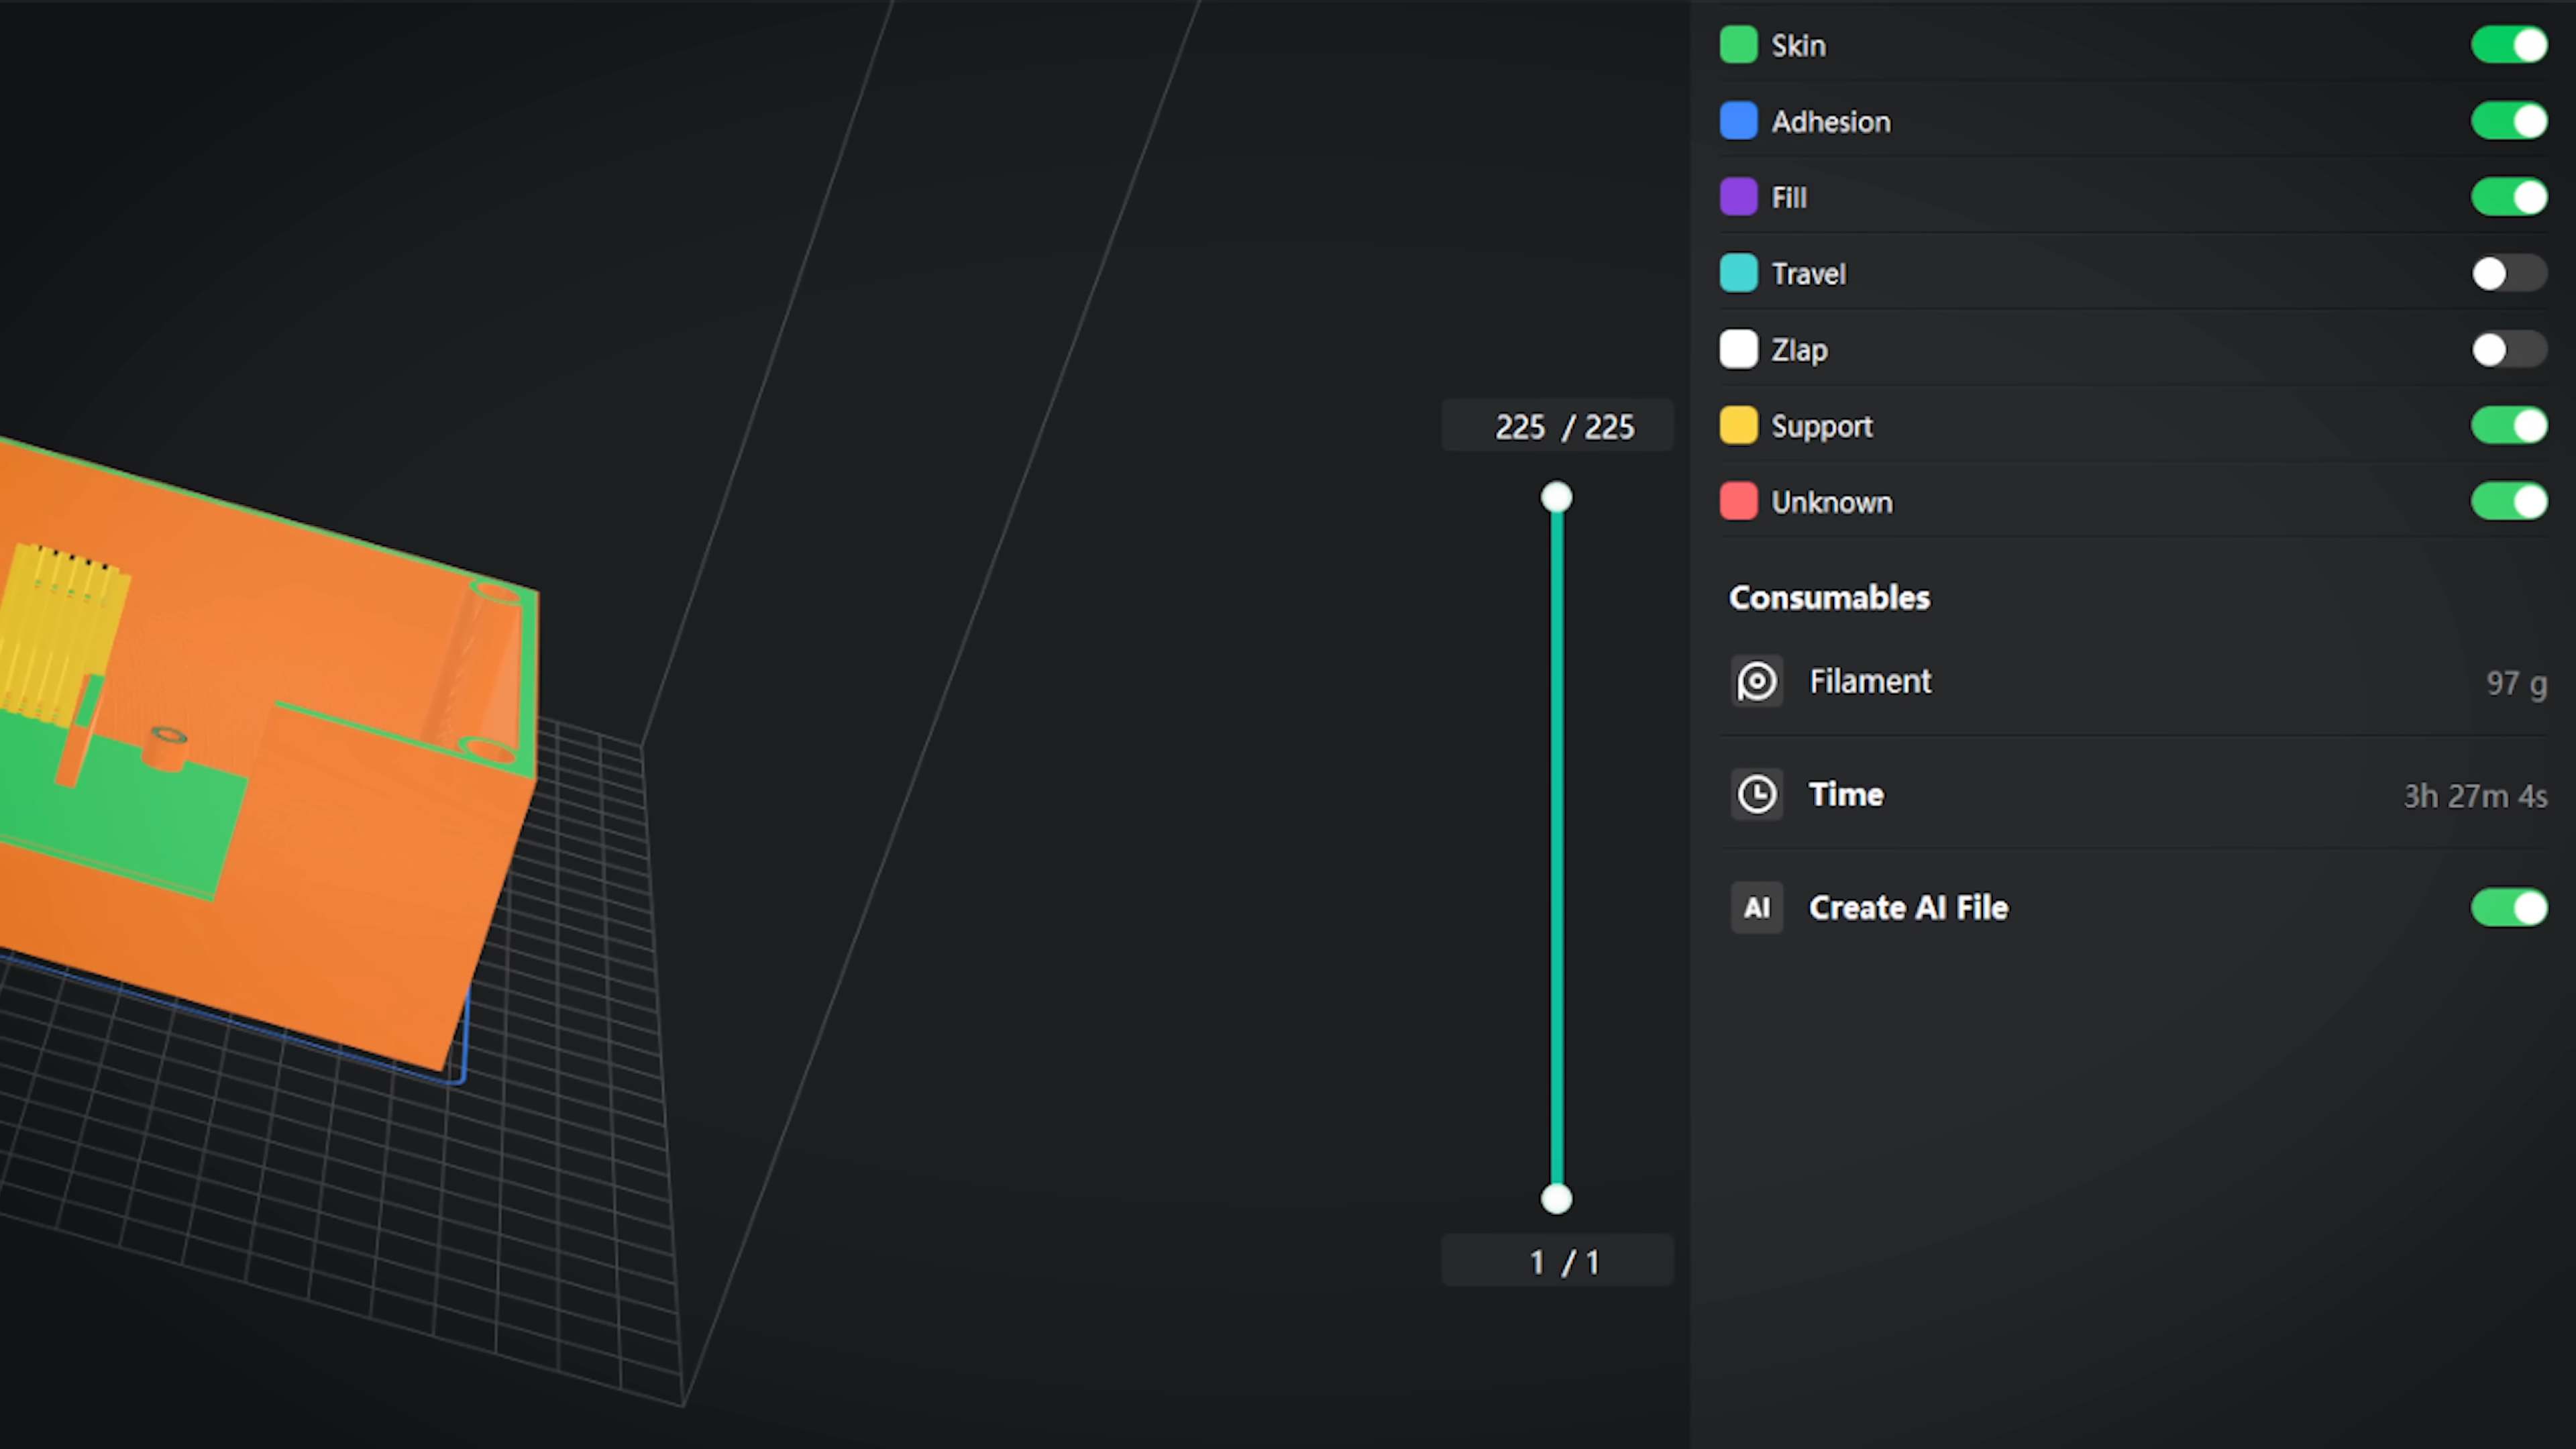 Skin
Adhesion
Fill
Travel
Zlap
Support
Unknown
225 / 225
1 / 1
Consumables
Filament 97 g
Time 3h 27m 4s
AI Create AI File